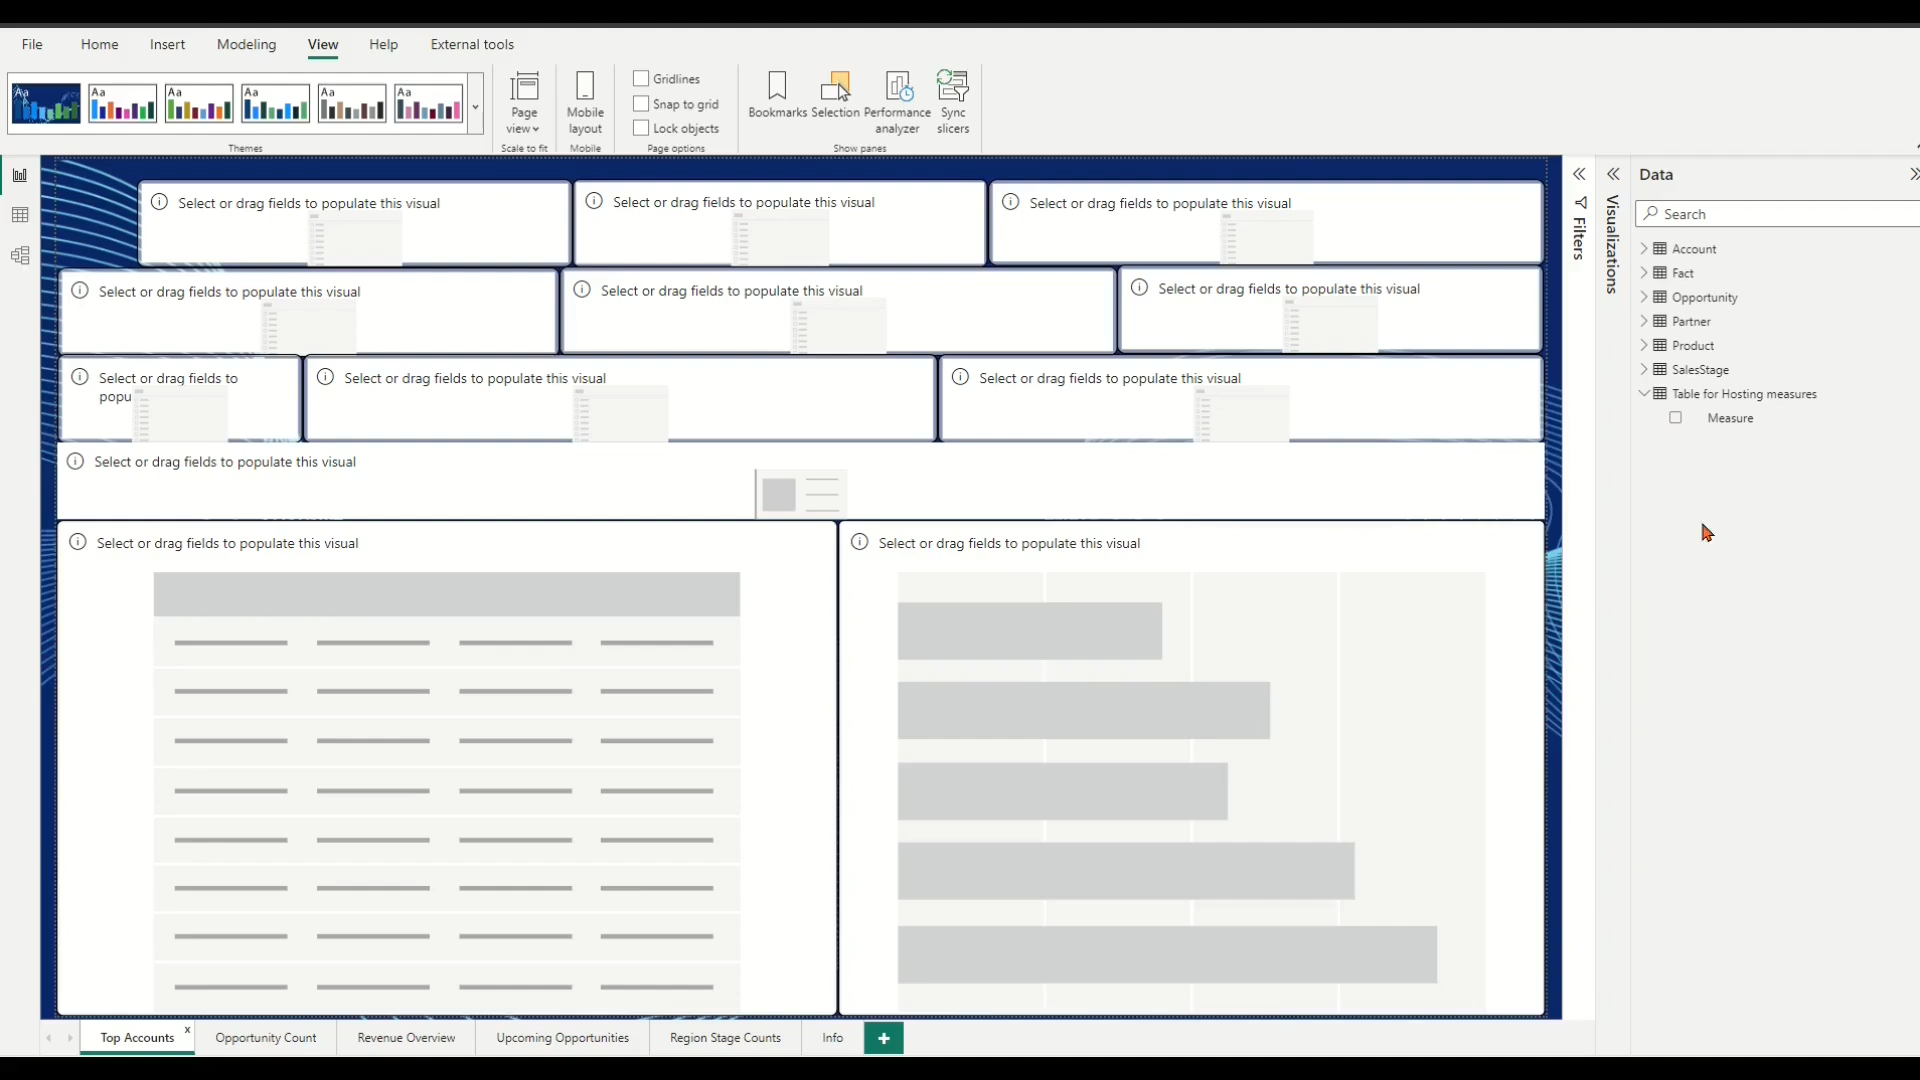 File Home Insert Modeling View Help External tools
Aa Aa Aa Aa Aa Aa
Themes
Page view
Scale to fit
Mobile layout
Mobile
Gridlines
Snap to grid
Lock objects
Page options
Bookmarks Selection Performance analyzer Sync slicers
Show panes
Select or drag fields to populate this visual
Select or drag fields to populate this visual
Select or drag fields to populate this visual
Select or drag fields to populate this visual
Select or drag fields to populate this visual
Select or drag fields to populate this visual
Select or drag fields to
popu
Select or drag fields to populate this visual
Select or drag fields to populate this visual
Select or drag fields to populate this visual
Select or drag fields to populate this visual
Select or drag fields to populate this visual
Filters
Visualizations
Data
Search
Account
Fact
Opportunity
Partner
Product
SalesStage
Table for Hosting measures
Measure
Top Accounts x Opportunity Count Revenue Overview Upcoming Opportunities Region Stage Counts Info +